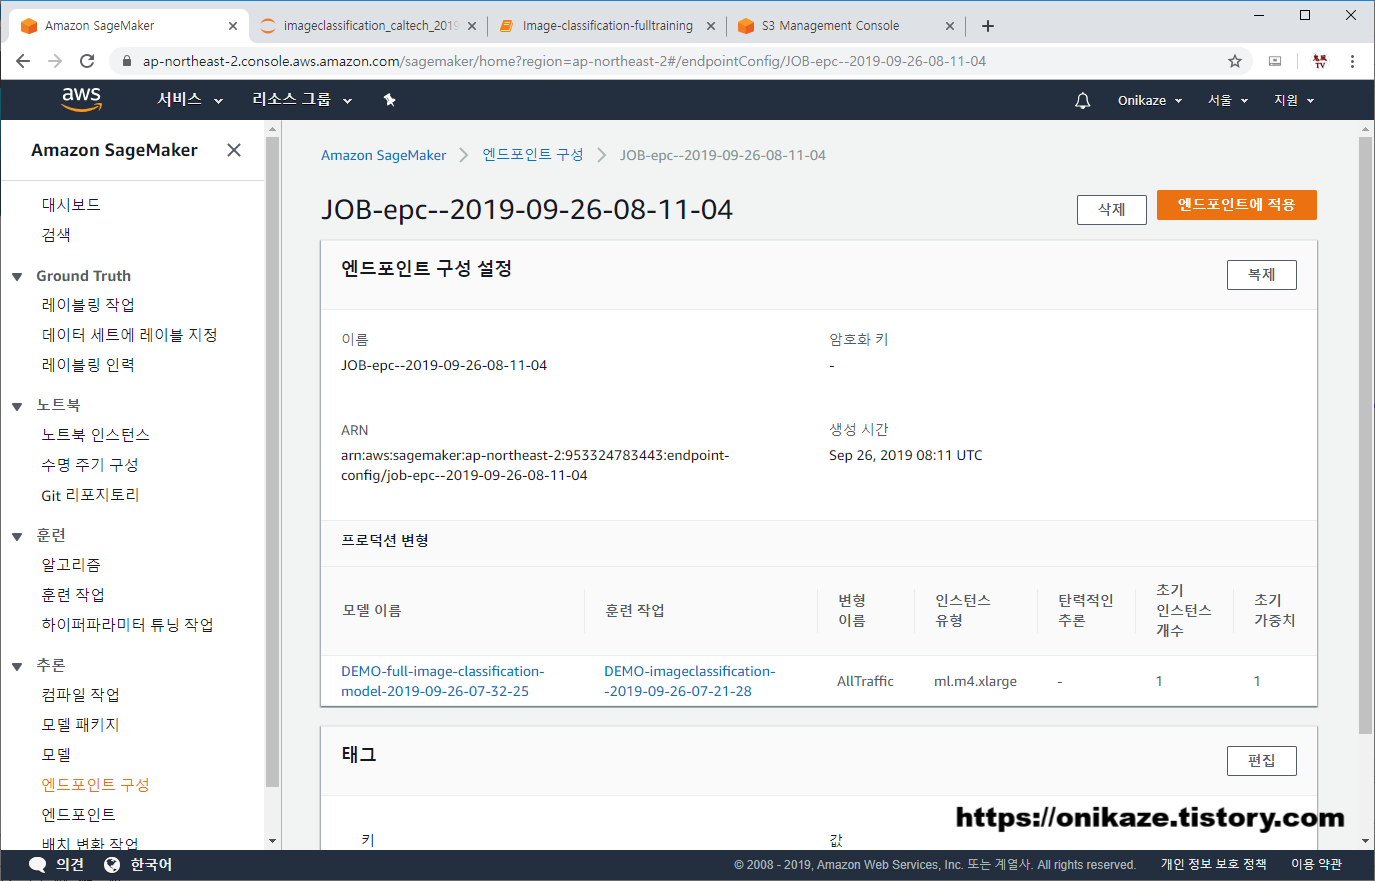 Amazon SageMaker
imageclassification_caltech_2019
Image-classification-fulltraining
S3 Management Console
ap-northeast-2.console.aws.amazon.com/sagemaker/home?region=ap-northeast-2#/endpointConfig/JOB-epc--2019-09-26-08-11-04
aws
서비스
리소스 그룹
Onikaze
서울
지원
Amazon SageMaker
대시보드
검색
Ground Truth
레이블링 작업
데이터 세트에 레이블 지정
레이블링 인력
노트북
노트북 인스턴스
수명 주기 구성
Git 리포지토리
훈련
알고리즘
훈련 작업
하이퍼파라미터 튜닝 작업
추론
컴파일 작업
모델 패키지
모델
엔드포인트 구성
엔드포인트
배치 변환 작업
Amazon SageMaker
엔드포인트 구성
JOB-epc--2019-09-26-08-11-04
JOB-epc--2019-09-26-08-11-04
삭제
엔드포인트에 적용
엔드포인트 구성 설정
복제
이름
JOB-epc--2019-09-26-08-11-04
암호화 키
-
ARN
arn:aws:sagemaker:ap-northeast-2:953324783443:endpoint-
config/job-epc--2019-09-26-08-11-04
생성 시간
Sep 26, 2019 08:11 UTC
프로덕션 변형
모델 이름
훈련 작업
변형
이름
인스턴스
유형
탄력적인
추론
초기
인스턴스
개수
초기
가중치
DEMO-full-image-classification-
model-2019-09-26-07-32-25
DEMO-imageclassification-
-2019-09-26-07-21-28
AllTraffic
ml.m4.xlarge
-
1
1
태그
편집
키
값
https://onikaze.tistory.com
의견
한국어
© 2008 - 2019, Amazon Web Services, Inc. 또는 계열사. All rights reserved.
개인 정보 보호 정책
이용 약관